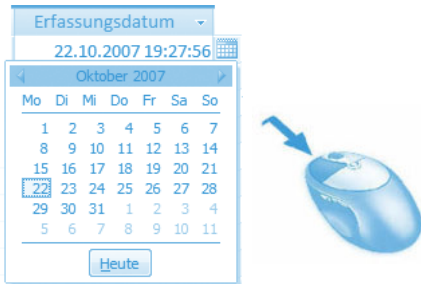 Erfassungsdatum
22.10.2007 19:27:56
Oktober 2007
Mo Di Mi Do Fr Sa So
1 2 3 4 5 6 7
8 9 10 11 12 13 14
15 16 17 18 19 20 21
22 23 24 25 26 27 28
29 30 31 1 2 3 4
5 6 7 8 9 10 11
Heute